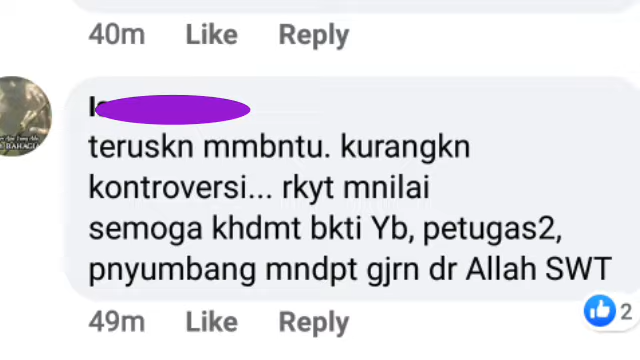 40m Like Reply
teruskn mmbntu. kurangkn
kontroversi... rkyt mnilai
semoga khdmt bkti Yb, petugas2,
pnyumbang mndpt gjrn dr Allah SWT
49m Like Reply
2